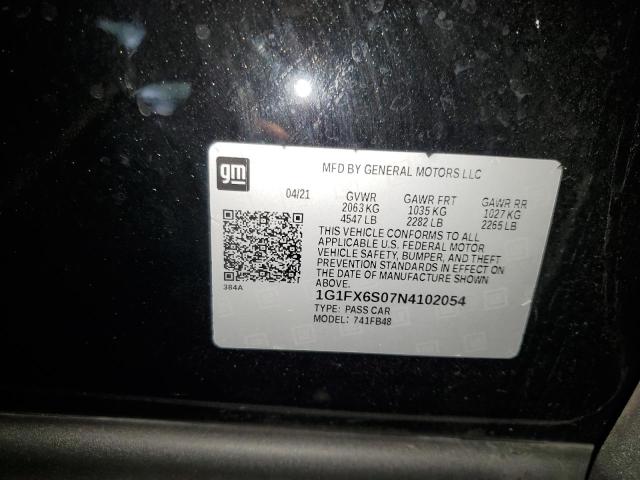 gm
MFD BY GENERAL MOTORS LLC
04/21 GVWR GAWR FRT GAWR RR
2063 KG 1035 KG 1027 KG
4547 LB 2282 LB 2265 LB
THIS VEHICLE CONFORMS TO ALL
APPLICABLE U.S. FEDERAL MOTOR
VEHICLE SAFETY, BUMPER, AND THEFT
PREVENTION STANDARDS IN EFFECT ON
THE DATE OF MANUFACTURE SHOWN
ABOVE.
384A
1G1FX6S07N4102054
TYPE: PASS CAR
MODEL: 741FB48